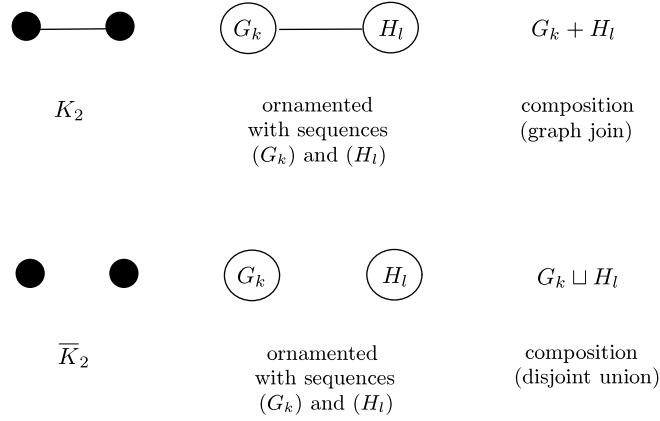 G_k H_l G_k + H_l
K_2
ornamented
with sequences
(G_k) and (H_l)
composition
(graph join)
G_k H_l G_k ⊔ H_l
K̅_2
ornamented
with sequences
(G_k) and (H_l)
composition
(disjoint union)